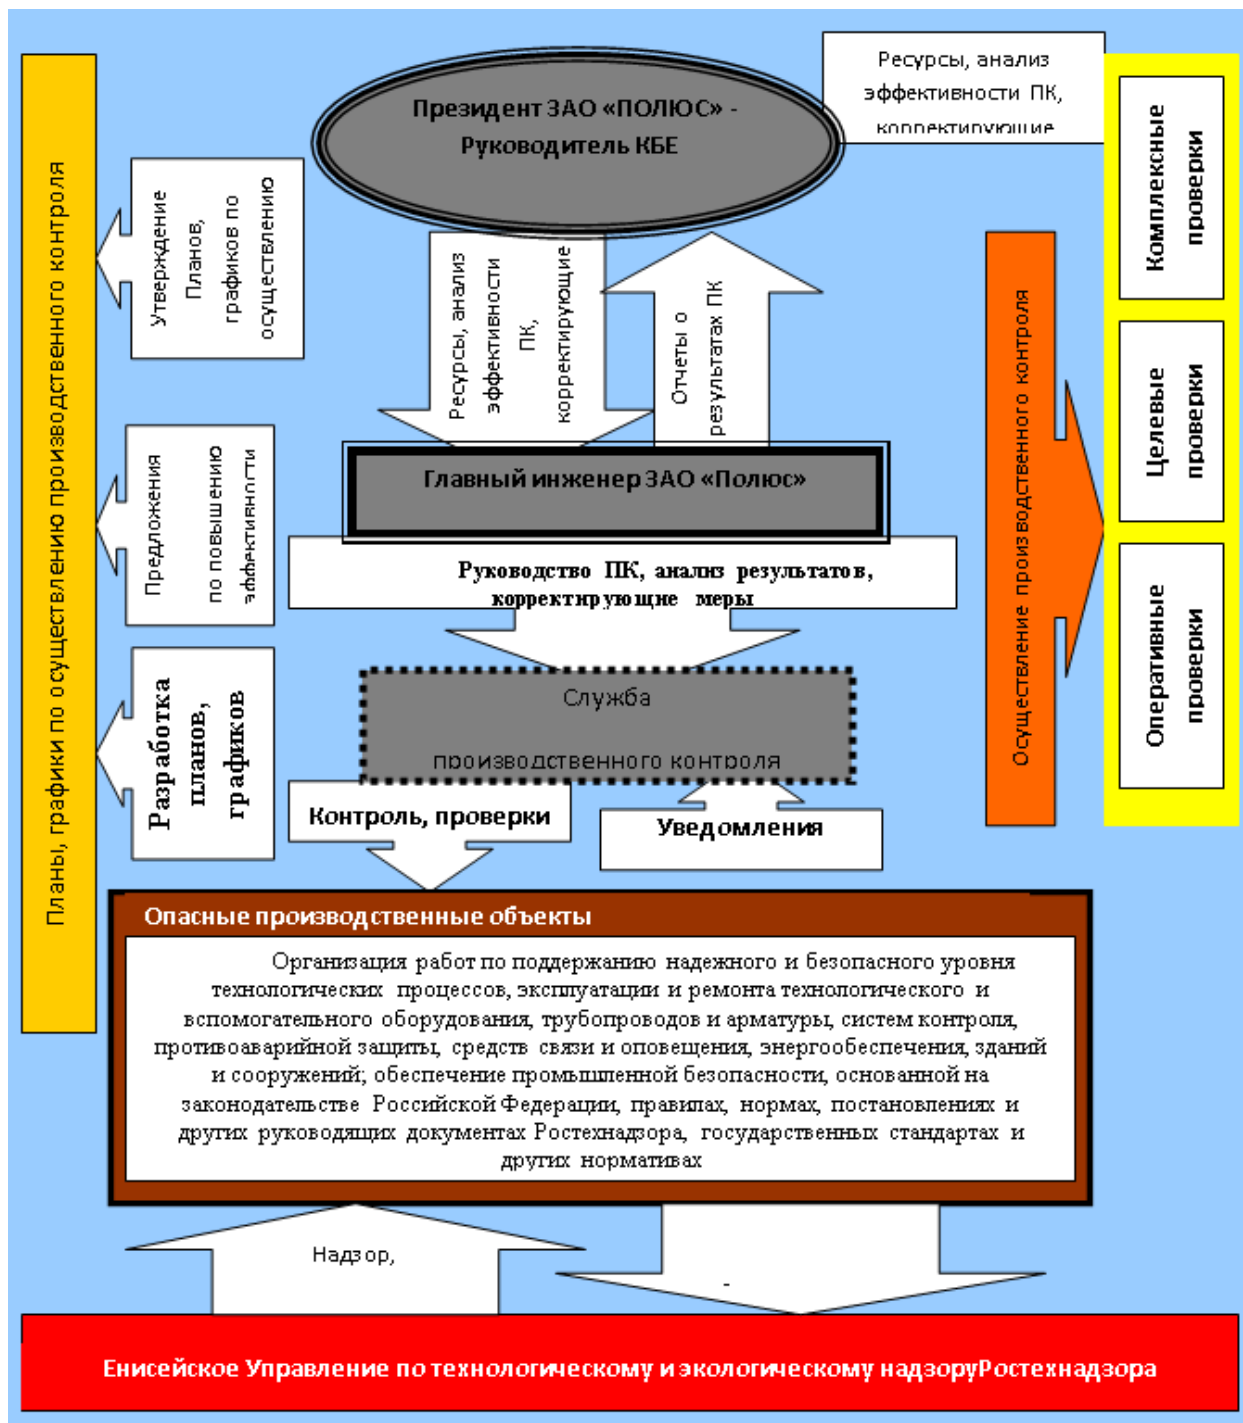 Президент ЗАО «ПОЛЮС» -
Руководитель КБЕ
Ресурсы, анализ
эффективности ПК,
корректирующие
Планы, графики по осуществлению производственного контроля
Утверждение
Планов,
графиков по
осуществлению
Ресурсы, анализ
эффективности
ПК,
корректирующие
Отчеты о
результатах ПК
Осуществление производственного контроля
Комплексные
проверки
Целевые
проверки
Оперативные
проверки
Главный инженер ЗАО «Полюс»
Предложения
по повышению
эффективности
Руководство ПК, анализ результатов,
корректирующие меры
Служба
производственного контроля
Разработка
планов,
графиков
Контроль, проверки
Уведомления
Опасные производственные объекты
Организация работ по поддержанию надежного и безопасного уровня
технологических процессов, эксплуатации и ремонта технологического и
вспомогательного оборудования, трубопроводов и арматуры, систем контроля,
противоаварийной защиты, средств связи и оповещения, энергообеспечения, зданий
и сооружений; обеспечение промышленной безопасности, основанной на
законодательстве Российской Федерации, правилах, нормах, постановлениях и
других руководящих документах Ростехнадзора, государственных стандартах и
других нормативах
Надзор,
-
Енисейское Управление по технологическому и экологическому надзоруРостехнадзора